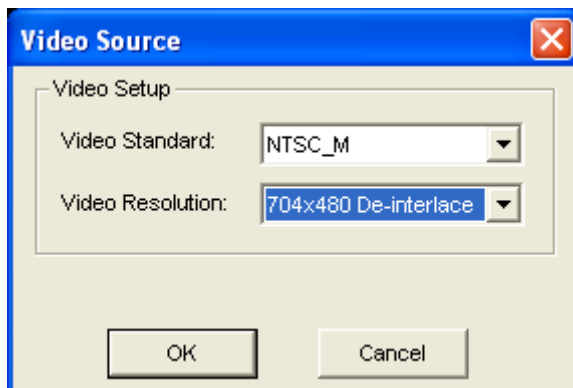 Video Source
Video Setup
Video Standard: NTSC_M
Video Resolution: 704x480 De-interlace
OK Cancel